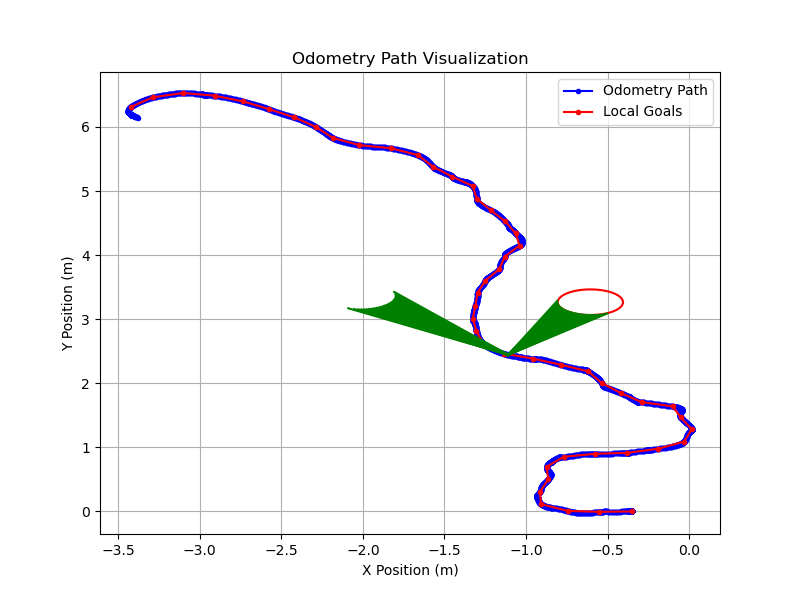 Odometry Path Visualization
Odometry Path
Local Goals
Y Position (m)
6
5
4
3
2
1
0
−3.5 −3.0 −2.5 −2.0 −1.5 −1.0 −0.5 0.0
X Position (m)